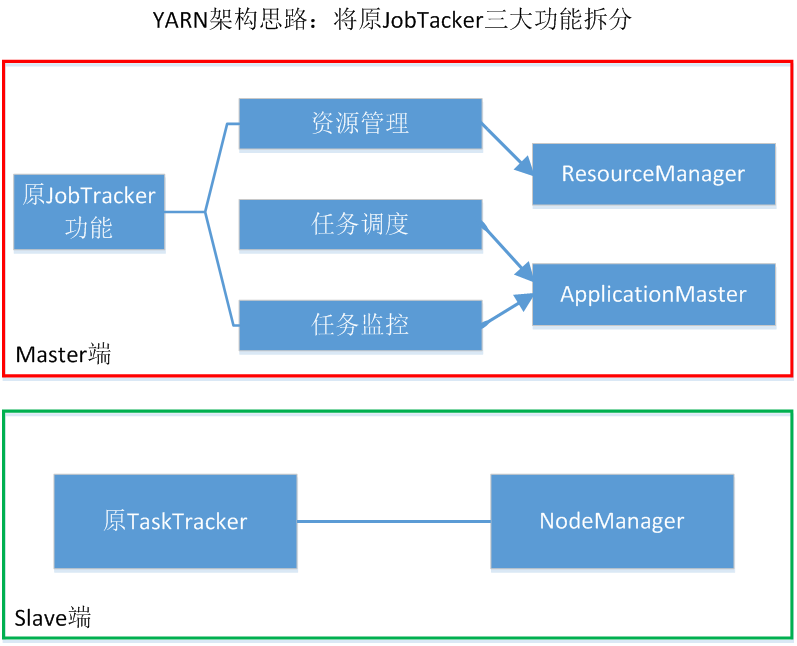 YARN架构思路：将原JobTacker三大功能拆分
资源管理
ResourceManager
原JobTracker
功能
任务调度
ApplicationMaster
任务监控
Master端
原TaskTracker
NodeManager
Slave端